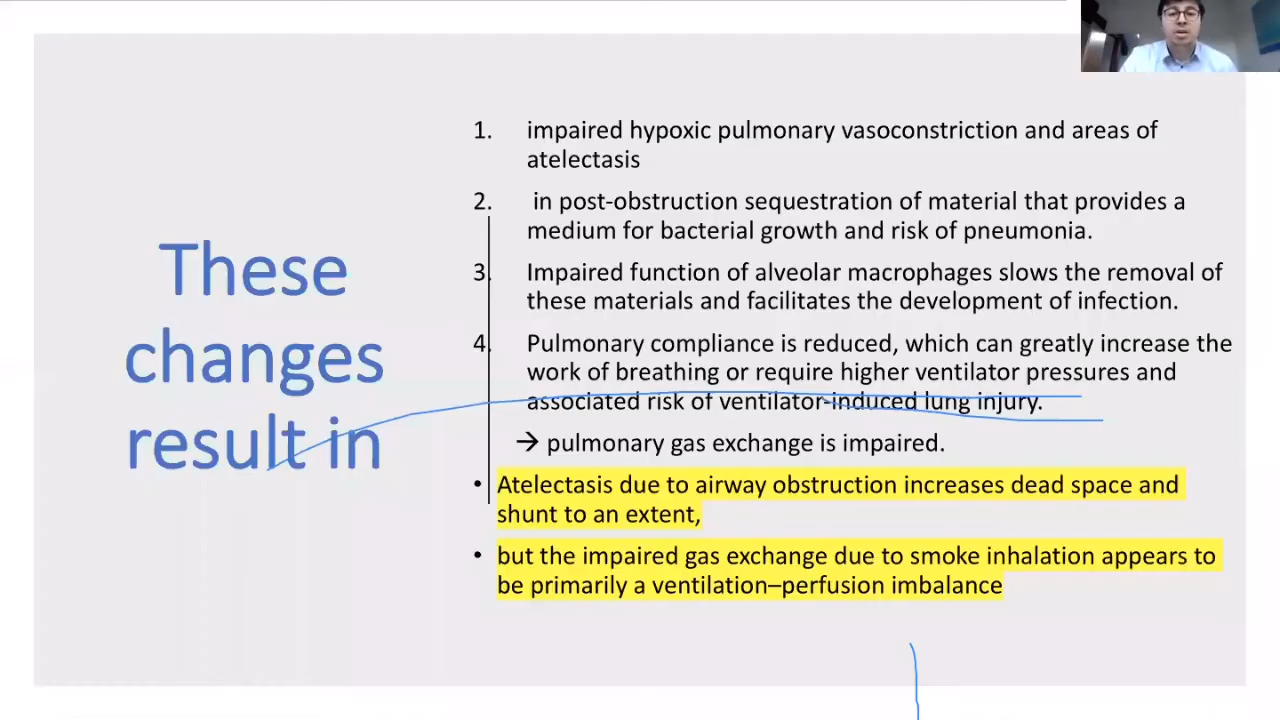 These
changes
result in
1. impaired hypoxic pulmonary vasoconstriction and areas of
atelectasis
2. in post-obstruction sequestration of material that provides a
medium for bacterial growth and risk of pneumonia.
3. Impaired function of alveolar macrophages slows the removal of
these materials and facilitates the development of infection.
4. Pulmonary compliance is reduced, which can greatly increase the
work of breathing or require higher ventilator pressures and
associated risk of ventilator-induced lung injury.
→ pulmonary gas exchange is impaired.
• Atelectasis due to airway obstruction increases dead space and
shunt to an extent,
• but the impaired gas exchange due to smoke inhalation appears to
be primarily a ventilation–perfusion imbalance